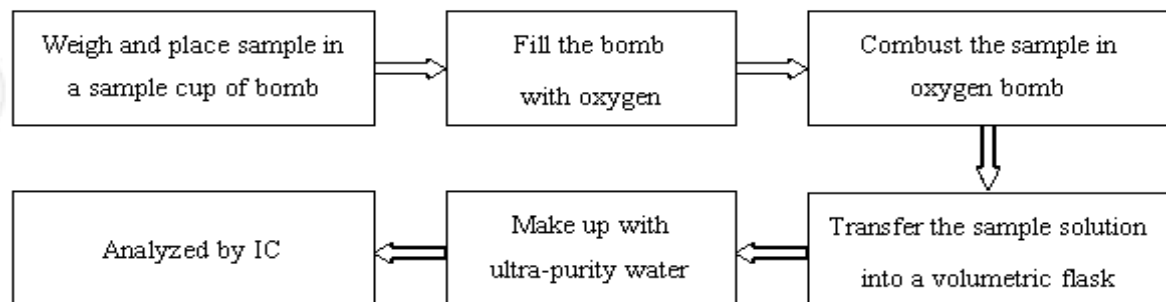 Weigh and place sample in
a sample cup of bomb
Fill the bomb
with oxygen
Combust the sample in
oxygen bomb
Transfer the sample solution
into a volumetric flask
Make up with
ultra-purity water
Analyzed by IC